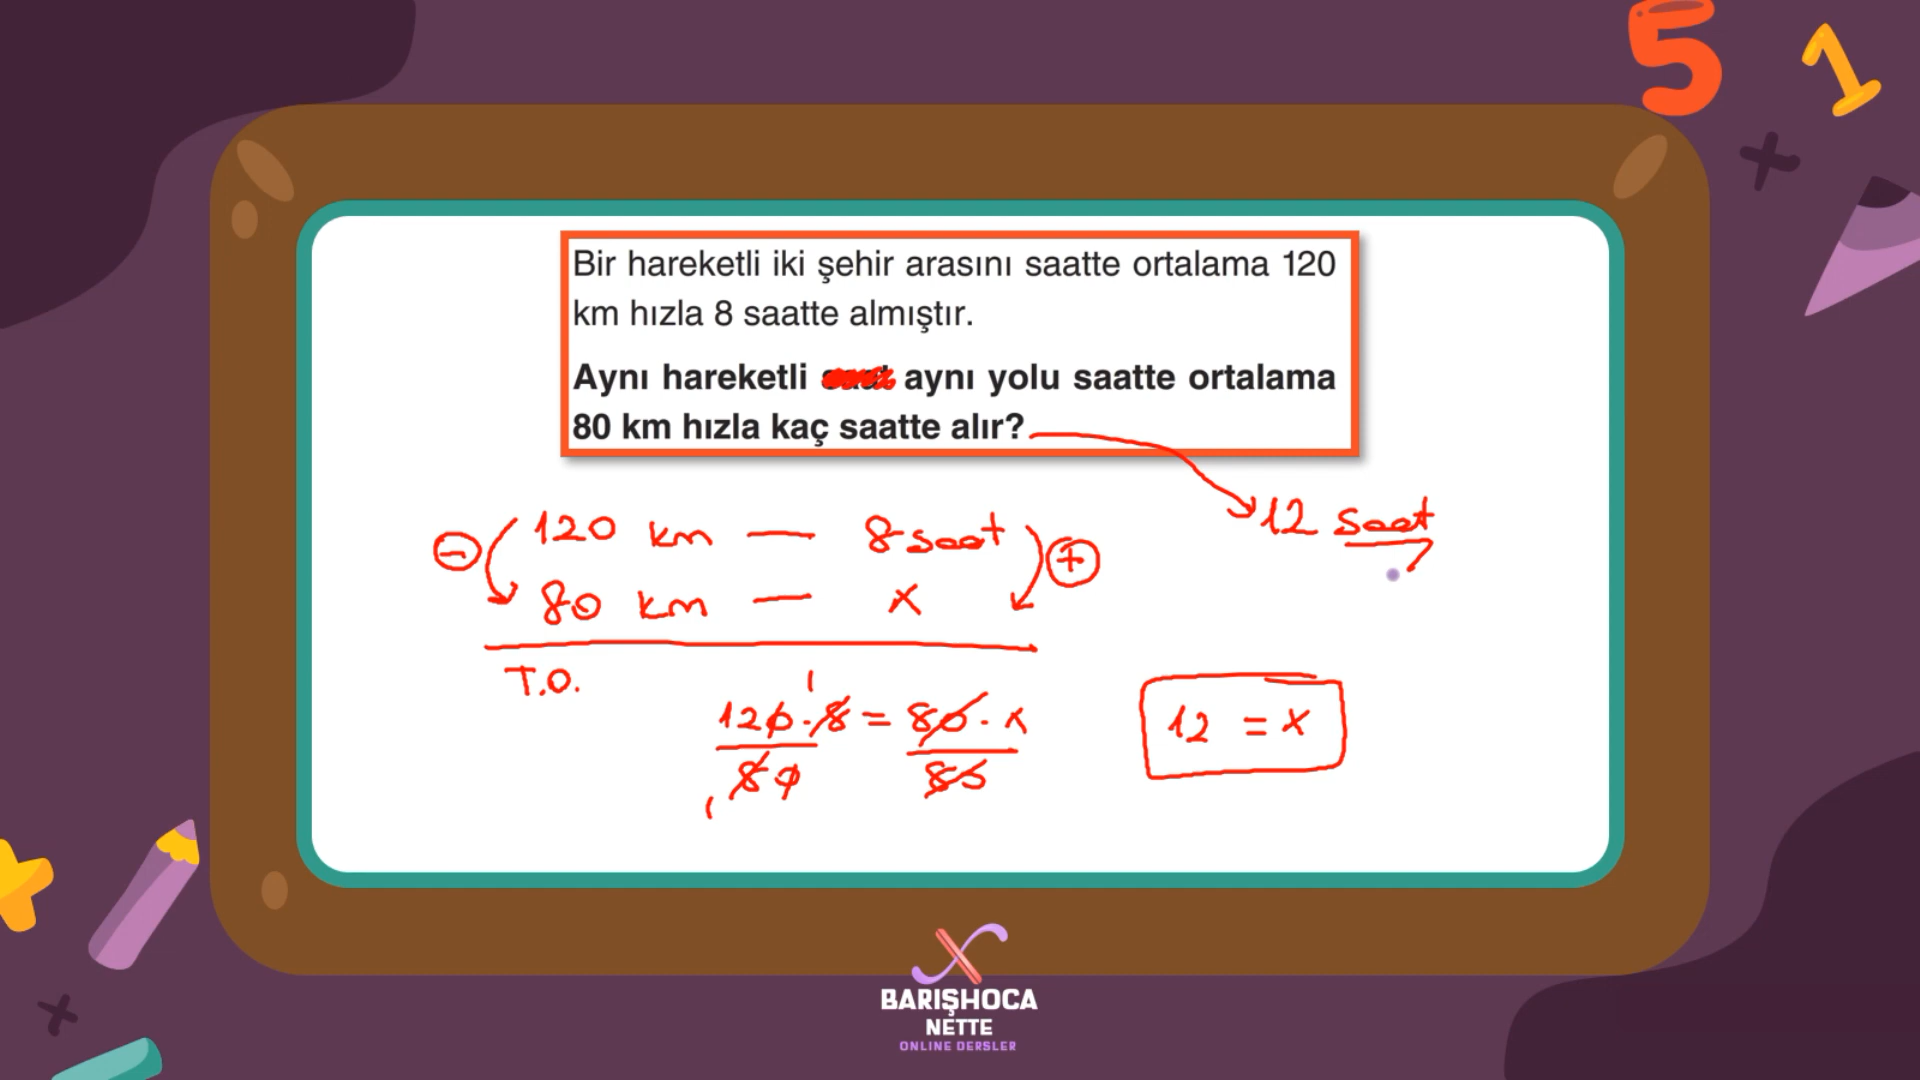 5 1
Bir hareketli iki şehir arasını saatte ortalama 120
km hızla 8 saatte almıştır.
Aynı hareketli aynı yolu saatte ortalama
80 km hızla kaç saatte alır?
12 saat
- 120 km — 8 saat +
80 km — x
T.O.
1
120 . 8 = 80 . x
80 80
1
12 = x
BARIŞHOCA
NETTE
ONLINE DERSLER